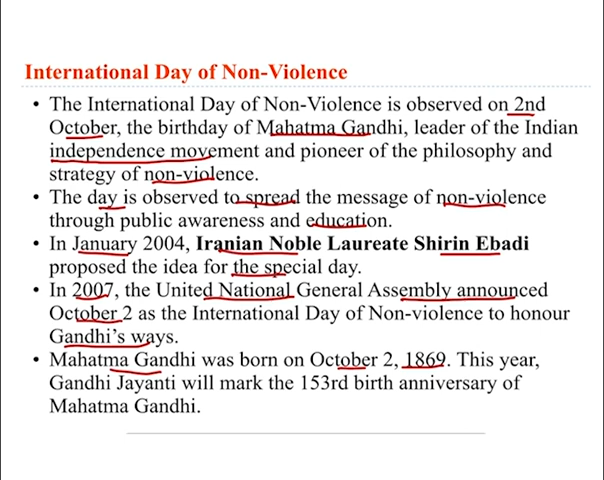 International Day of Non-Violence
• The International Day of Non-Violence is observed on 2nd
October, the birthday of Mahatma Gandhi, leader of the Indian
independence movement and pioneer of the philosophy and
strategy of non-violence.
• The day is observed to spread the message of non-violence
through public awareness and education.
• In January 2004, Iranian Noble Laureate Shirin Ebadi
proposed the idea for the special day.
• In 2007, the United National General Assembly announced
October 2 as the International Day of Non-violence to honour
Gandhi's ways.
• Mahatma Gandhi was born on October 2, 1869. This year,
Gandhi Jayanti will mark the 153rd birth anniversary of
Mahatma Gandhi.